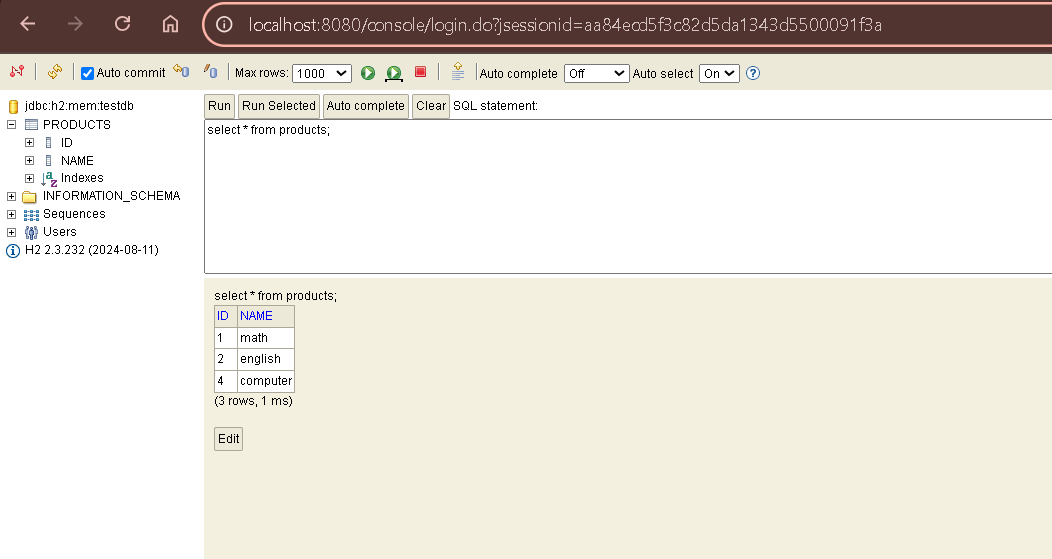 localhost:8080/console/login.do?jsessionid=aa84ecd5f3c82d5da1343d5500091f3a
Auto commit Max rows: 1000 Auto complete Off Auto select On
jdbc:h2:mem:testdb
PRODUCTS
ID
NAME
Indexes
INFORMATION_SCHEMA
Sequences
Users
H2 2.3.232 (2024-08-11)
Run Run Selected Auto complete Clear SQL statement:
select * from products;
select * from products;
ID NAME
1 math
2 english
4 computer
(3 rows, 1 ms)
Edit